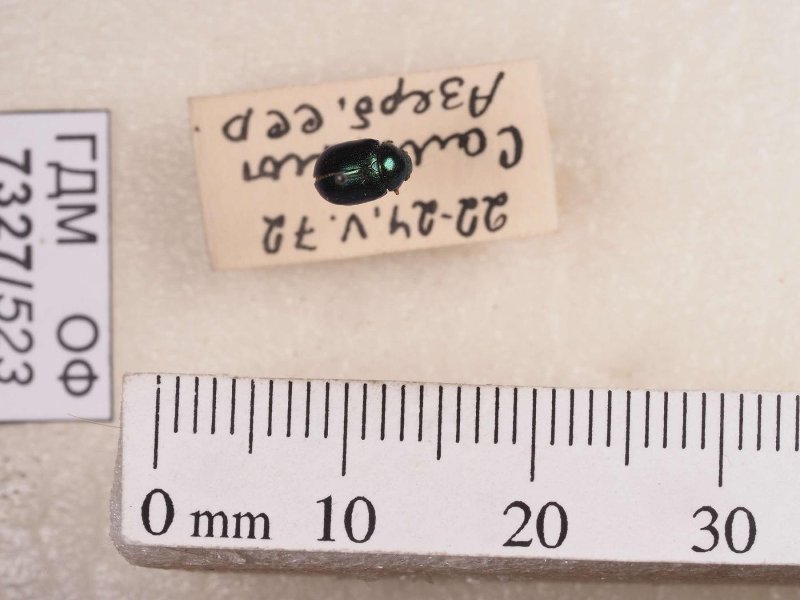 Азерб. ССР
22-24.V.72
ГДМ ОФ
7327/523
0 mm 10 20 30